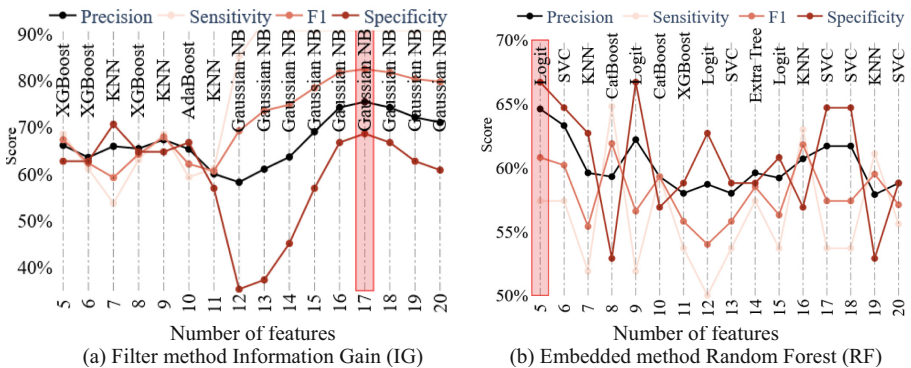 Precision Sensitivity F1 Specificity
90%
80%
70%
60%
50%
40%
Score
XGBoost
XGBoost
KNN
XGBoost
KNN
AdaBoost
KNN
Gaussian NB
Gaussian NB
Gaussian NB
Gaussian NB
Gaussian NB
Gaussian NB
Gaussian NB
Gaussian NB
Gaussian NB
5 6 7 8 9 10 11 12 13 14 15 16 17 18 19 20
Number of features
(a) Filter method Information Gain (IG)
Precision Sensitivity F1 Specificity
70%
65%
60%
55%
50%
Score
Logit
SVC
KNN
CatBoost
Logit
CatBoost
XGBoost
Logit
SVC
Extra-Tree
Logit
KNN
SVC
SVC
KNN
SVC
5 6 7 8 9 10 11 12 13 14 15 16 17 18 19 20
Number of features
(b) Embedded method Random Forest (RF)